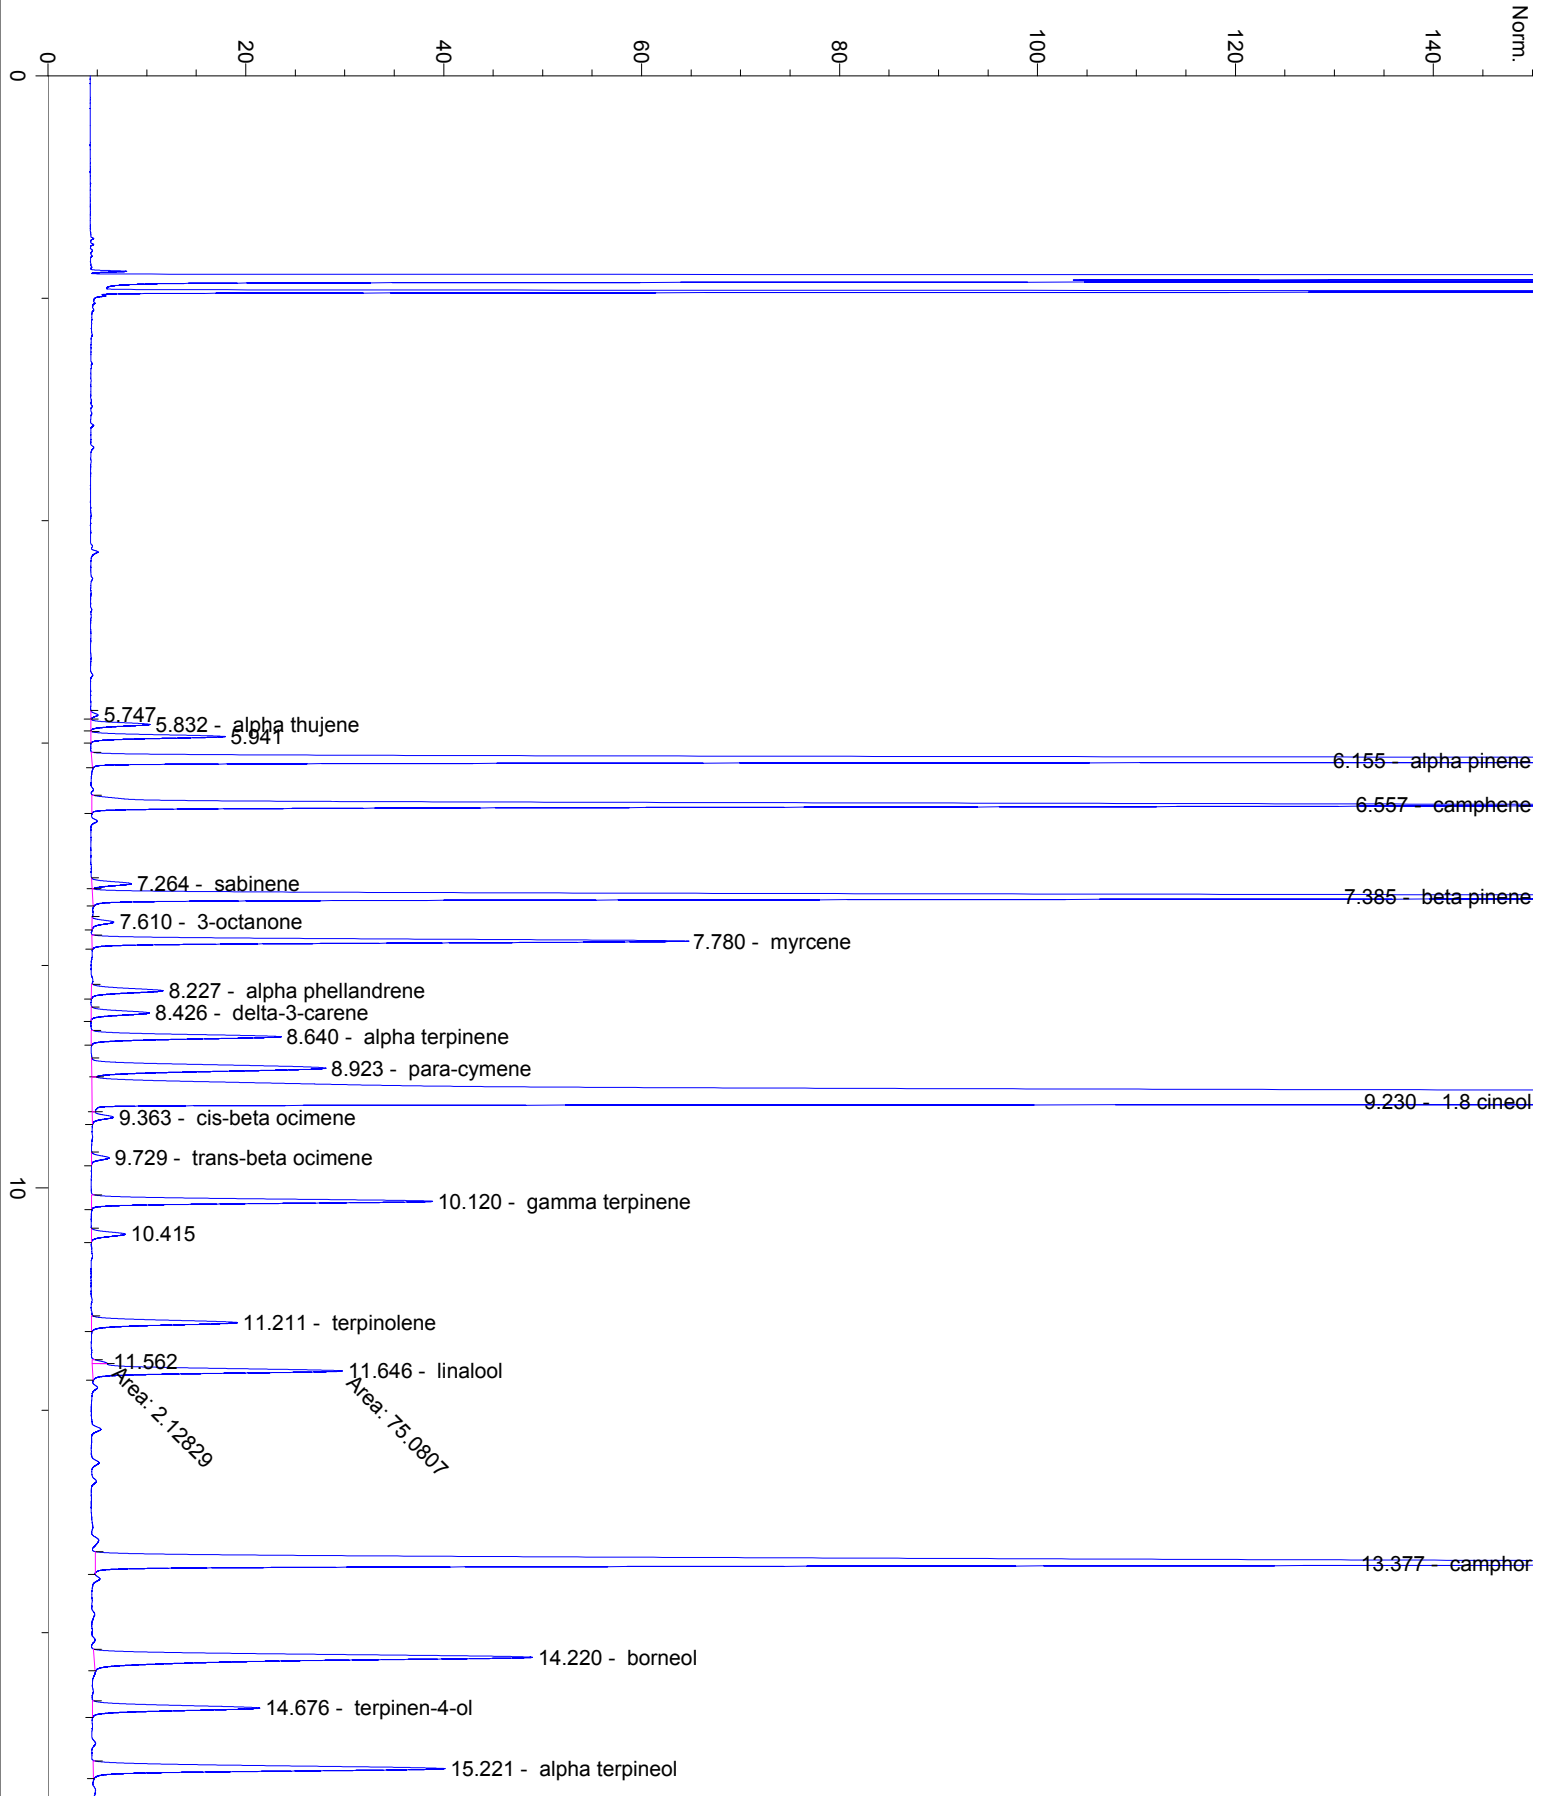 Norm.
0
20
40
60
80
100
120
140
0
5.747
5.832 - alpha thujene
5.941
6.155 - alpha pinene
6.557 - camphene
7.264 - sabinene
7.385 - beta pinene
7.610 - 3-octanone
7.780 - myrcene
8.227 - alpha phellandrene
8.426 - delta-3-carene
8.640 - alpha terpinene
8.923 - para-cymene
9.230 - 1.8 cineol
9.363 - cis-beta ocimene
9.729 - trans-beta ocimene
10
10.120 - gamma terpinene
10.415
11.211 - terpinolene
11.562
Area: 2.12829
11.646 - linalool
Area: 75.0807
13.377 - camphor
14.220 - borneol
14.676 - terpinen-4-ol
15.221 - alpha terpineol